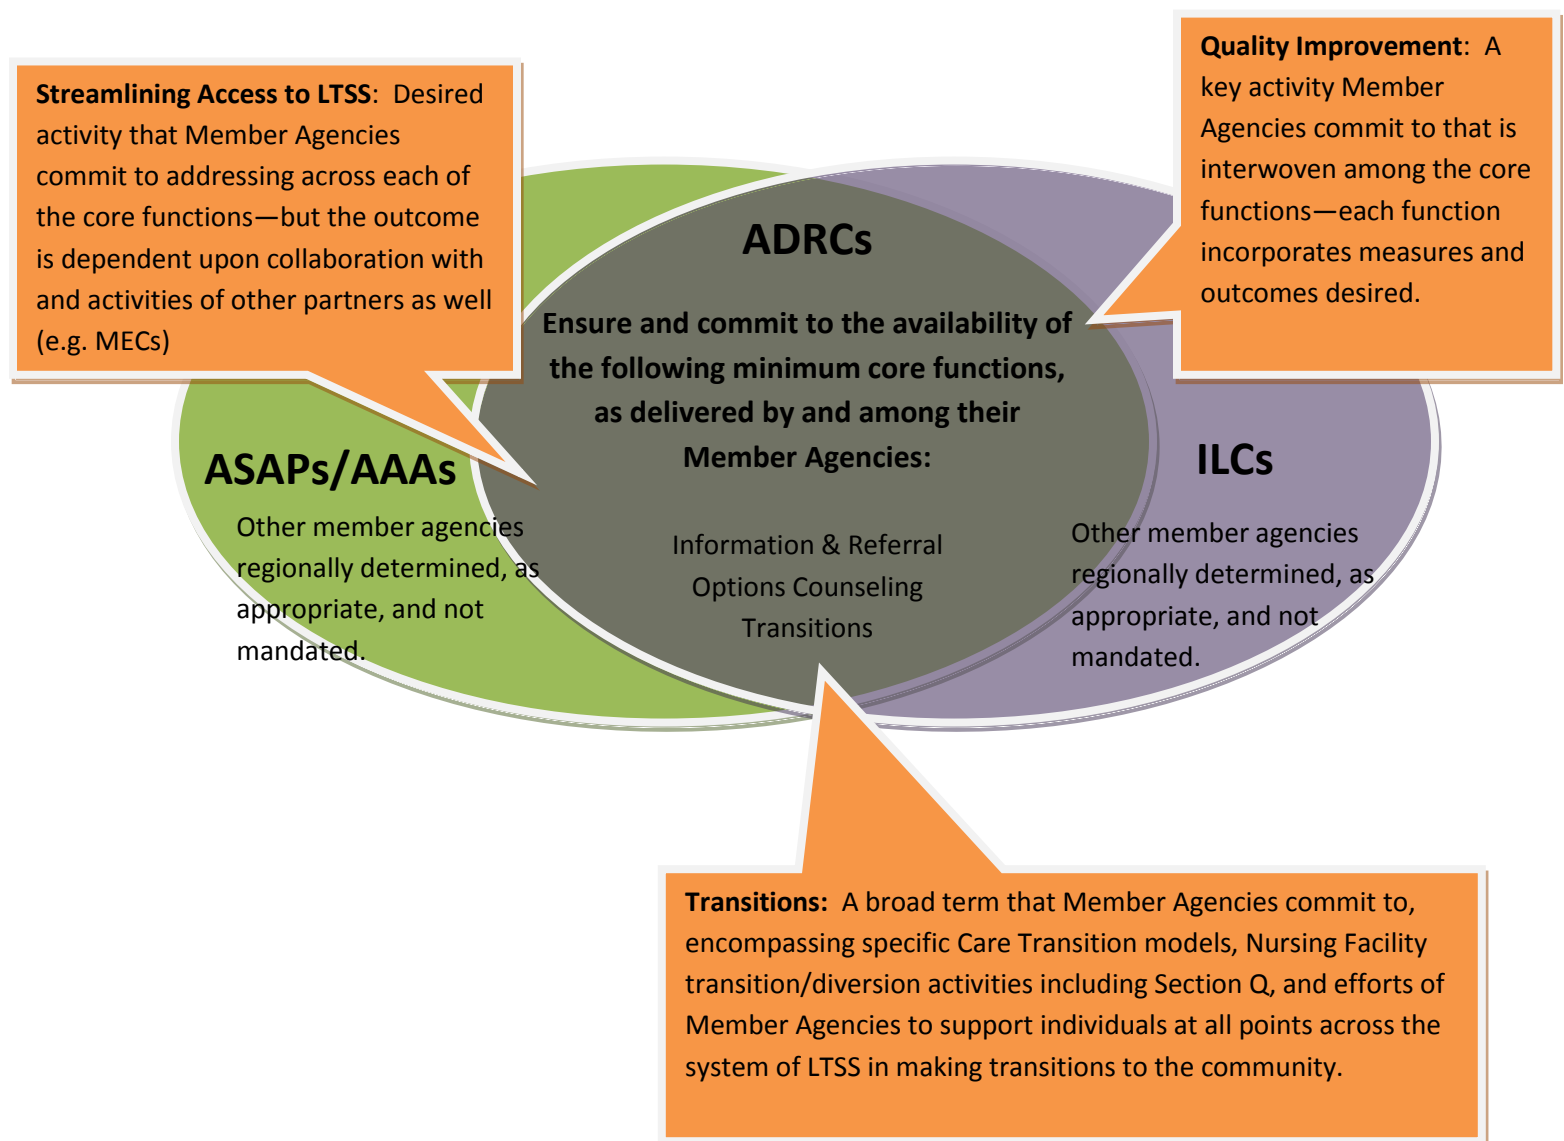 Streamlining Access to LTSS:  Desired
activity that Member Agencies
commit to addressing across each of
the core functions—but the outcome
is dependent upon collaboration with
and activities of other partners as well
(e.g. MECs)
Quality Improvement:  A
key activity Member
Agencies commit to that is
interwoven among the core
functions—each function
incorporates measures and
outcomes desired.
ADRCs
Ensure and commit to the availability of
the following minimum core functions,
as delivered by and among their
Member Agencies:
Information & Referral
Options Counseling
Transitions
ASAPs/AAAs
Other member agencies
regionally determined, as
appropriate, and not
mandated.
ILCs
Other member agencies
regionally determined, as
appropriate, and not
mandated.
Transitions:  A broad term that Member Agencies commit to,
encompassing specific Care Transition models, Nursing Facility
transition/diversion activities including Section Q, and efforts of
Member Agencies to support individuals at all points across the
system of LTSS in making transitions to the community.